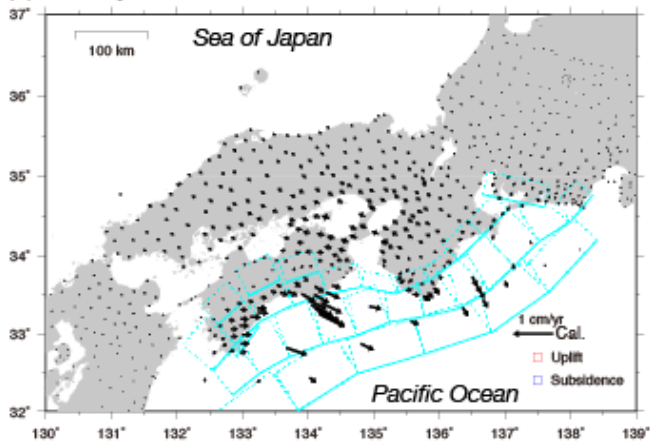 37°
36°
35°
34°
33°
32°
100 km
Sea of Japan
1 cm/yr
Cal.
Uplift
Subsidence
Pacific Ocean
130° 131° 132° 133° 134° 135° 136° 137° 138° 139°